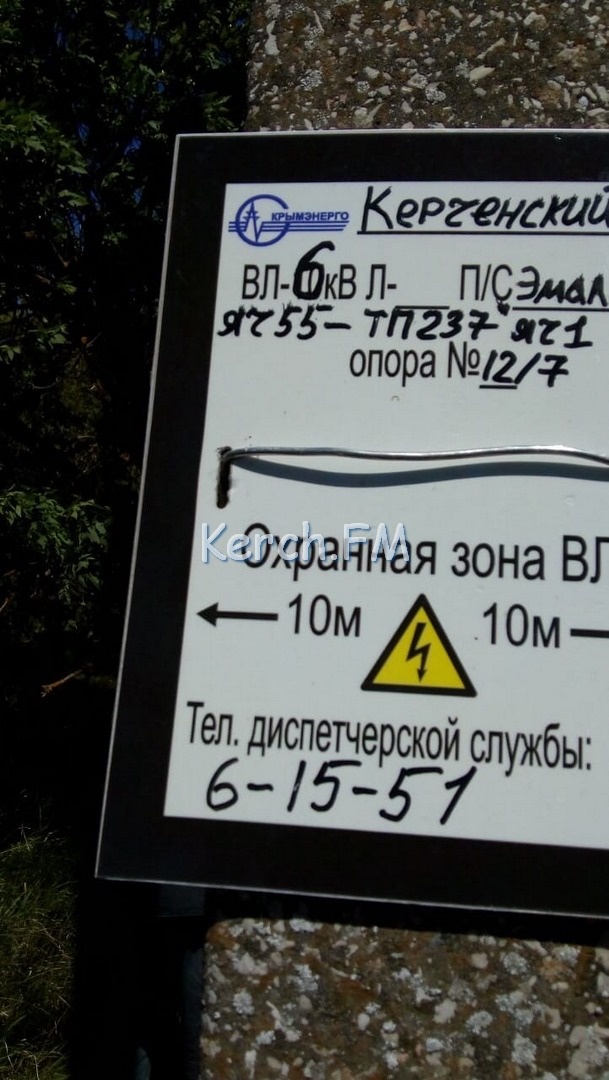 КРЫМЭНЕРГО Керченский
ВЛ-6кВ Л-___ П/С Эмал
ЯЧ55-ТП237 "ЯЧ1
опора №12/7
Охранная зона ВЛ
10м 10м
Тел. диспетчерской службы:
6-15-51
Kerch.FM